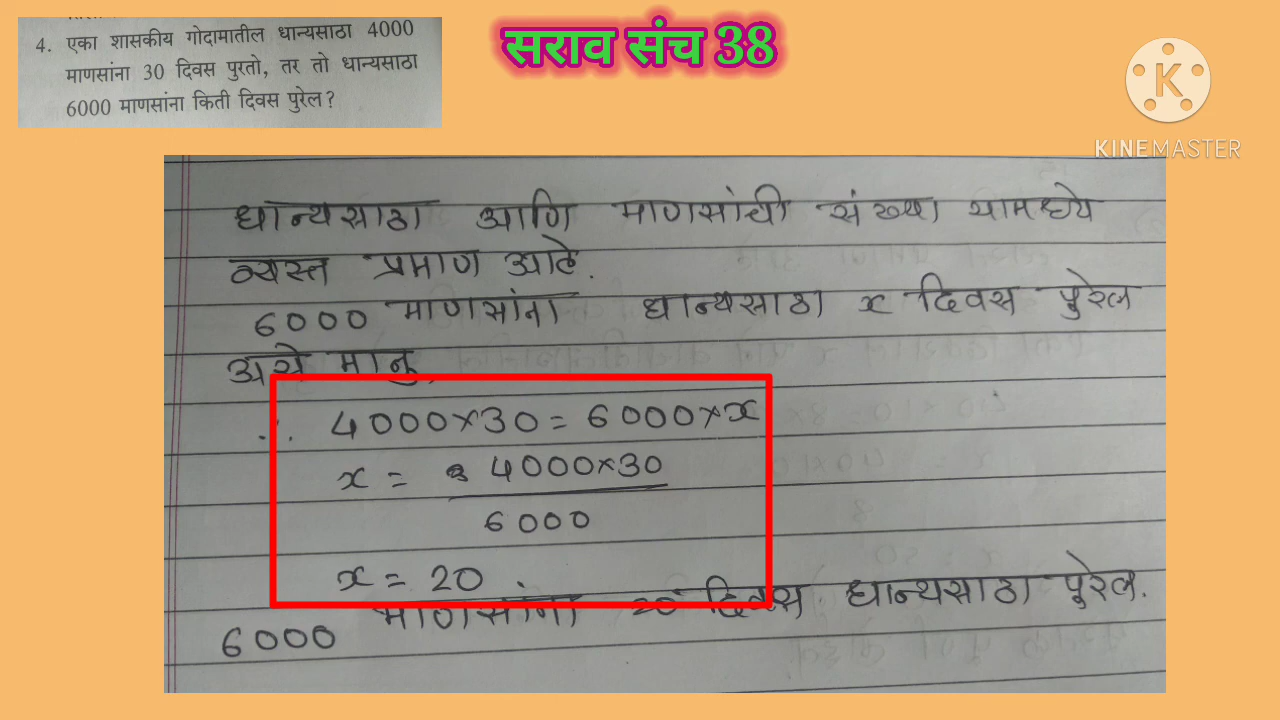 4. एका शासकीय गोदामातील धान्यसाठा 4000
माणसांना 30 दिवस पुरतो, तर तो धान्यसाठा
6000 माणसांना किती दिवस पुरेल?
सराव संच 38
K
KINEMASTER
धान्यसाठा आणि माणसांची संख्या यामध्ये
व्यस्त प्रमाण आहे.
6000 माणसांना धान्यसाठा x दिवस पुरेल
असे मानू.
∴ 4000×30 = 6000×x
x = 4000×30
6000
x = 20
6000 माणसांना 20 दिवस धान्यसाठा पुरेल.